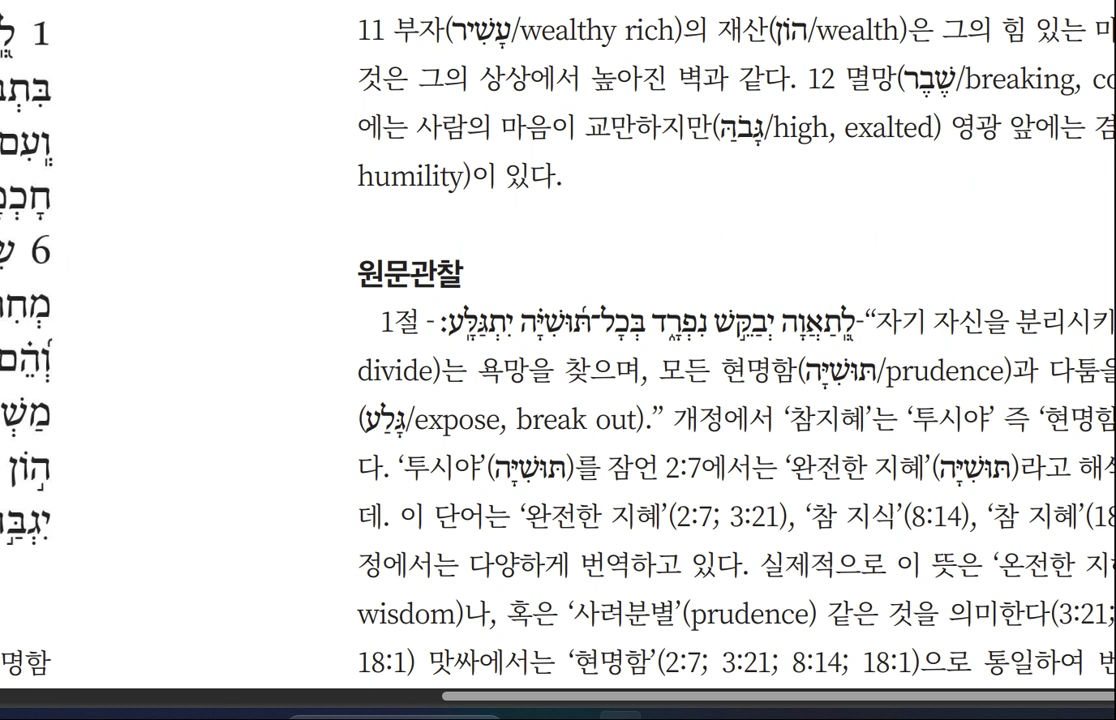 11 부자(עָשִׁיר/wealthy rich)의 재산(הוֹן/wealth)은 그의 힘 있는
것은 그의 상상에서 높아진 벽과 같다. 12 멸망(שֶׁבֶר/breaking,
에는 사람의 마음이 교만하지만(גָּבַהּ/high, exalted) 영광 앞에는
humility)이 있다.
원문관찰
1절 - לְֽתַאֲוָה יְבַקֵּשׁ נִפְרָד בְּכָל־תּוּשִׁיָּה יִתְגַּלָּע׃-“자기 자신을 분리시키
divide)는 욕망을 찾으며, 모든 현명함(תּוּשִׁיָּה/prudence)과 다툼을
(גָּלַע/expose, break out).” 개정에서 ‘참지혜’는 ‘투시야’ 즉 ‘현명함
다. ‘투시야’(תּוּשִׁיָּה)를 잠언 2:7에서는 ‘완전한 지혜’(תּוּשִׁיָּה)라고 해석
데. 이 단어는 ‘완전한 지혜’(2:7; 3:21), ‘참 지식’(8:14), ‘참 지혜’(18
정에서는 다양하게 번역하고 있다. 실제적으로 이 뜻은 ‘온전한
wisdom)나, 혹은 ‘사려분별’(prudence) 같은 것을 의미한다(3:21;
18:1) 맛싸에서는 ‘현명함’(2:7; 3:21; 8:14; 18:1)으로 통일하여
1
6
הוֹן
명함